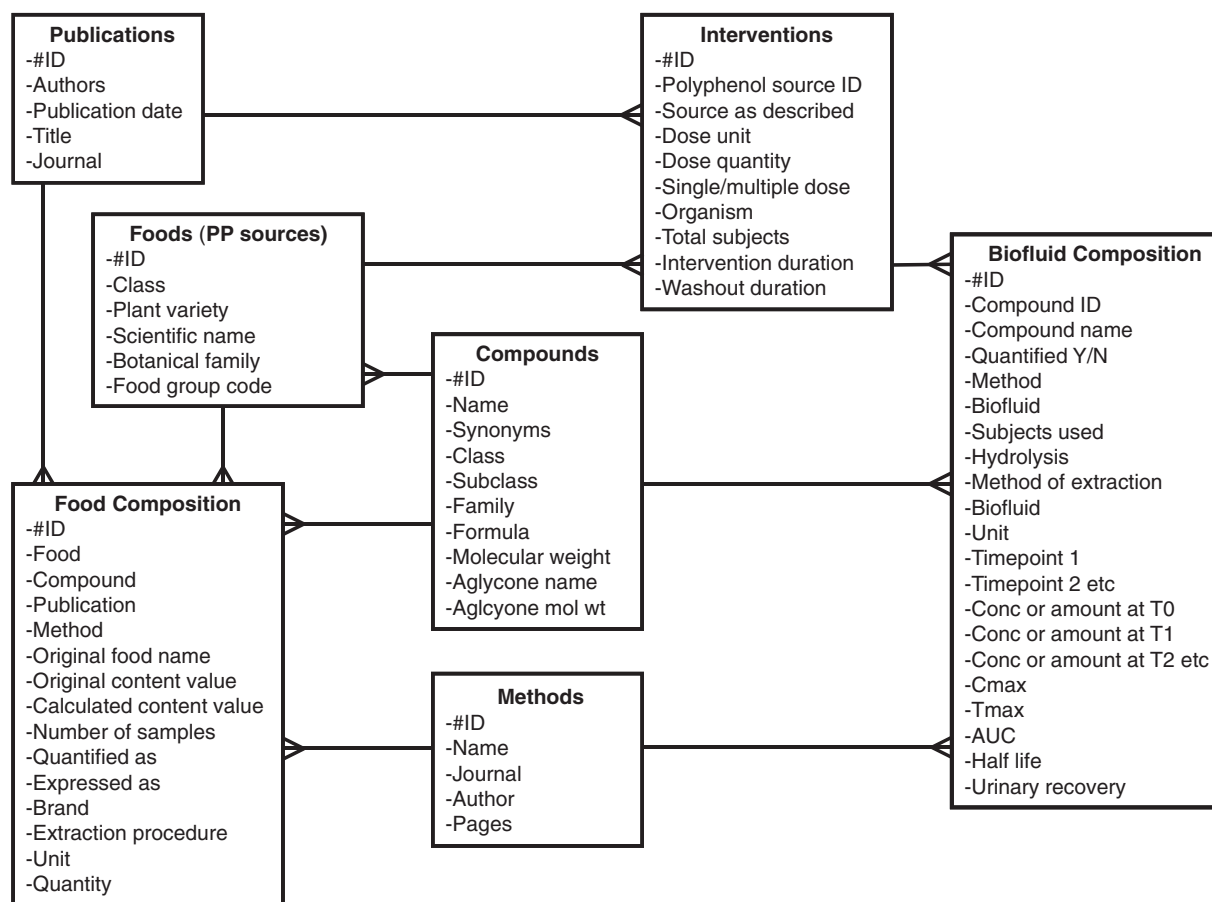 Publications
-#ID
-Authors
-Publication date
-Title
-Journal
Interventions
-#ID
-Polyphenol source ID
-Source as described
-Dose unit
-Dose quantity
-Single/multiple dose
-Organism
-Total subjects
-Intervention duration
-Washout duration
Foods (PP sources)
-#ID
-Class
-Plant variety
-Scientific name
-Botanical family
-Food group code
Biofluid Composition
-#ID
-Compound ID
-Compound name
-Quantified Y/N
-Method
-Biofluid
-Subjects used
-Hydrolysis
-Method of extraction
-Biofluid
-Unit
-Timepoint 1
-Timepoint 2 etc
-Conc or amount at T0
-Conc or amount at T1
-Conc or amount at T2 etc
-Cmax
-Tmax
-AUC
-Half life
-Urinary recovery
Compounds
-#ID
-Name
-Synonyms
-Class
-Subclass
-Family
-Formula
-Molecular weight
-Aglycone name
-Aglcyone mol wt
Food Composition
-#ID
-Food
-Compound
-Publication
-Method
-Original food name
-Original content value
-Calculated content value
-Number of samples
-Quantified as
-Expressed as
-Brand
-Extraction procedure
-Unit
-Quantity
Methods
-#ID
-Name
-Journal
-Author
-Pages